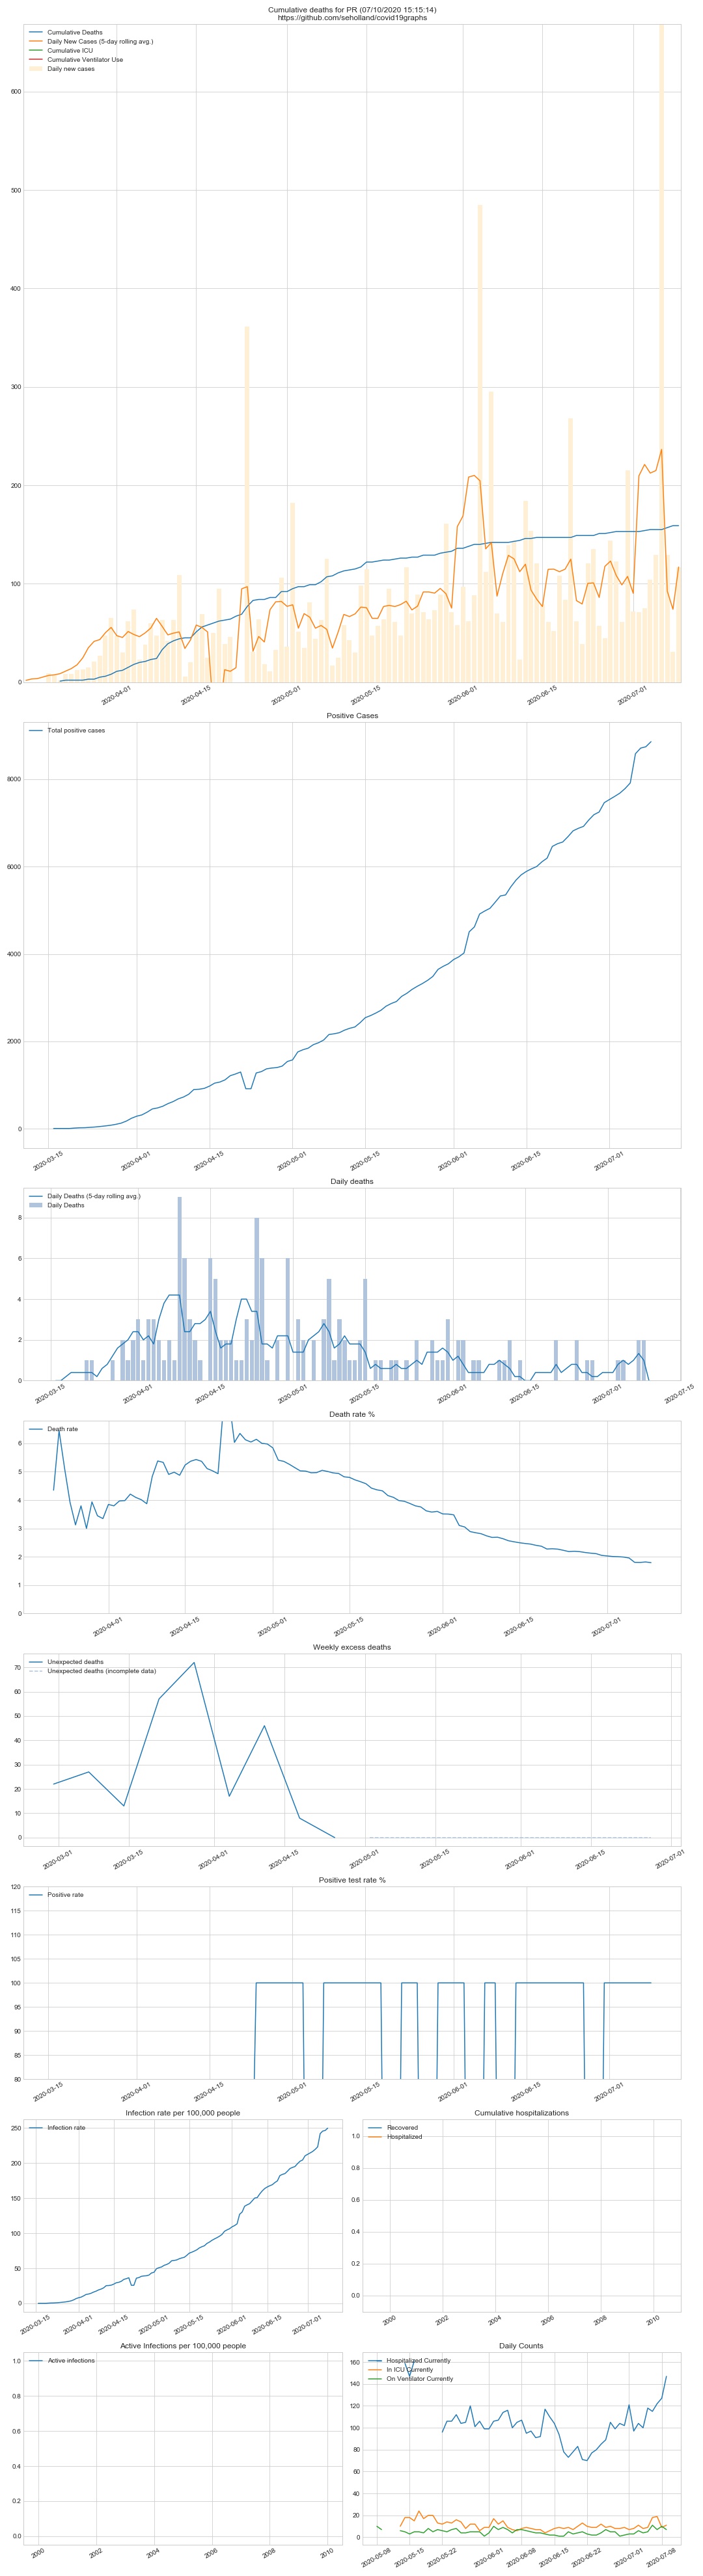 Cumulative deaths for PR (07/10/2020 15:15:14)
https://github.com/seholland/covid19graphs
Cumulative Deaths
Daily New Cases (5-day rolling avg.)
Cumulative ICU
Cumulative Ventilator Use
Daily new cases
600
500
400
300
200
100
0
2020-04-01 2020-04-15 2020-05-01 2020-05-15 2020-06-01 2020-06-15 2020-07-01
Positive Cases
Total positive cases
8000
6000
4000
2000
0
2020-03-15 2020-04-01 2020-04-15 2020-05-01 2020-05-15 2020-06-01 2020-06-15 2020-07-01
Daily deaths
Daily Deaths (5-day rolling avg.)
Daily Deaths
8
6
4
2
0
2020-03-15 2020-04-01 2020-04-15 2020-05-01 2020-05-15 2020-06-01 2020-06-15 2020-07-01 2020-07-15
Death rate %
Death rate
6
5
4
3
2
1
0
2020-04-01 2020-04-15 2020-05-01 2020-05-15 2020-06-01 2020-06-15 2020-07-01
Weekly excess deaths
Unexpected deaths
Unexpected deaths (incomplete data)
70
60
50
40
30
20
10
0
2020-03-01 2020-03-15 2020-04-01 2020-04-15 2020-05-01 2020-05-15 2020-06-01 2020-06-15 2020-07-01
Positive test rate %
Positive rate
120
115
110
105
100
95
90
85
80
2020-03-15 2020-04-01 2020-04-15 2020-05-01 2020-05-15 2020-06-01 2020-06-15 2020-07-01
Infection rate per 100,000 people
Infection rate
250
200
150
100
50
0
2020-03-15 2020-04-01 2020-04-15 2020-05-01 2020-05-15 2020-06-01 2020-06-15 2020-07-01
Cumulative hospitalizations
Recovered
Hospitalized
1.0
0.8
0.6
0.4
0.2
0.0
2000 2002 2004 2006 2008 2010
Active Infections per 100,000 people
Active infections
1.0
0.8
0.6
0.4
0.2
0.0
2000 2002 2004 2006 2008 2010
Daily Counts
Hospitalized Currently
In ICU Currently
On Ventilator Currently
160
140
120
100
80
60
40
20
0
2020-05-08 2020-05-15 2020-05-22 2020-06-01 2020-06-08 2020-06-15 2020-06-22 2020-07-01 2020-07-08